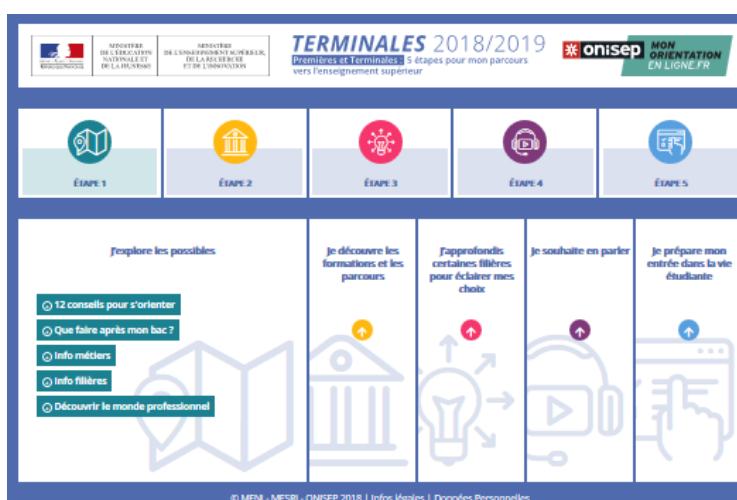 MINISTÈRE
DE L'ÉDUCATION
NATIONALE ET
DE LA JEUNESSE
MINISTÈRE
DE L'ENSEIGNEMENT SUPÉRIEUR,
DE LA RECHERCHE
ET DE L'INNOVATION
TERMINALES 2018/2019
Premières et Terminales : 5 étapes pour mon parcours
vers l'enseignement supérieur
onisep
MON
ORIENTATION
EN LIGNE.FR
ÉTAPE 1
ÉTAPE 2
ÉTAPE 3
ÉTAPE 4
ÉTAPE 5
J'explore les possibles
12 conseils pour s'orienter
Que faire après mon bac ?
Info métiers
Info filières
Découvrir le monde professionnel
Je découvre les
formations et les
parcours
J'approfondis
certaines filières
pour éclairer mes
choix
Je souhaite en parler
Je prépare mon
entrée dans la vie
étudiante
© MENJ - MESRI - ONISEP 2018 | Infos légales | Données Personnelles